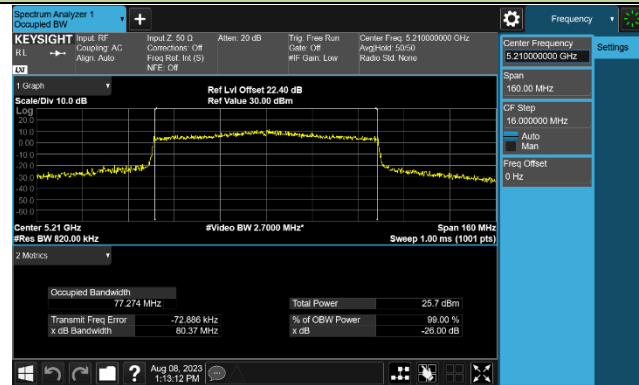 Spectrum Analyzer 1
Occupied BW
+
Frequency
KEYSIGHT
RL
LXI
Input: RF
Coupling: AC
Align: Auto
Input Z: 50 Ω
Corrections: Off
Freq Ref: Int (S)
NFE: Off
Atten: 20 dB
Trig: Free Run
Gate: Off
#IF Gain: Low
Center Freq: 5.210000000 GHz
Avg|Hold: 50/50
Radio Std: None
Center Frequency
5.210000000 GHz
Settings
Span
160.00 MHz
CF Step
16.000000 MHz
Auto
Man
Freq Offset
0 Hz
1 Graph
Scale/Div 10.0 dB
Ref Lvl Offset 22.40 dB
Ref Value 30.00 dBm
Log
20.0
10.0
0.00
-10.0
-20.0
-30.0
-40.0
-50.0
-60.0
Center 5.21 GHz
#Video BW 2.7000 MHz*
Span 160 MHz
#Res BW 820.00 kHz
Sweep 1.00 ms (1001 pts)
2 Metrics
Occupied Bandwidth
77.274 MHz
Total Power 25.7 dBm
Transmit Freq Error -72.886 kHz
% of OBW Power 99.00 %
x dB Bandwidth 80.37 MHz
x dB -26.00 dB
?
Aug 08, 2023
1:13:12 PM